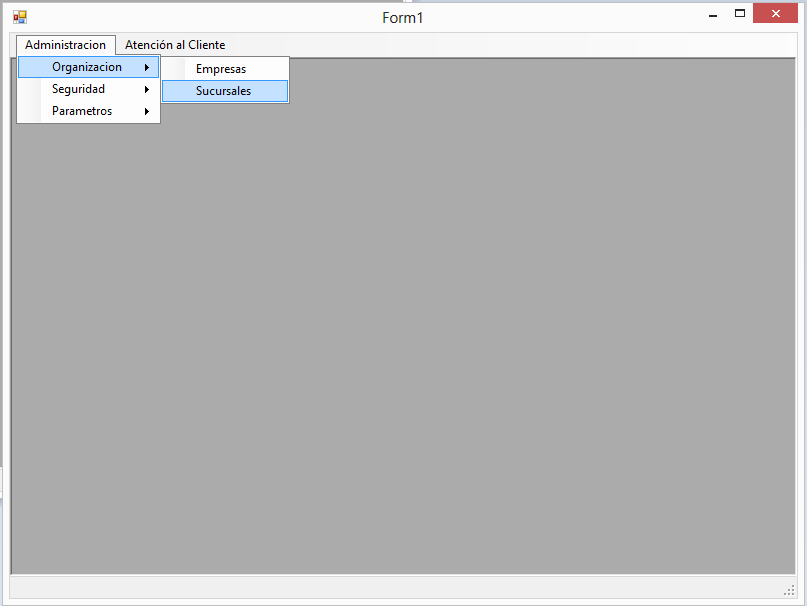 Form1
Administracion Atención al Cliente
Organizacion Empresas
Seguridad Sucursales
Parametros